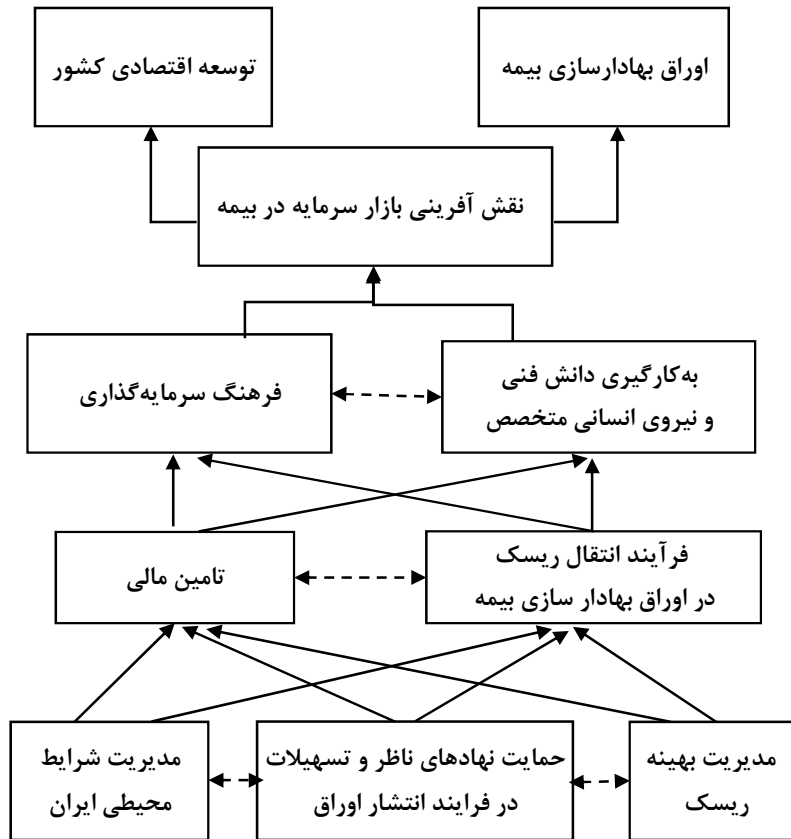 اوراق بهادارسازی بیمه
توسعه اقتصادی کشور
نقش آفرینی بازار سرمایه در بیمه
به‌کارگیری دانش فنی
و نیروی انسانی متخصص
فرهنگ سرمایه‌گذاری
فرآیند انتقال ریسک
در اوراق بهادار سازی بیمه
تامین مالی
مدیریت بهینه
ریسک
حمایت نهادهای ناظر و تسهیلات
در فرایند انتشار اوراق
مدیریت شرایط
محیطی ایران